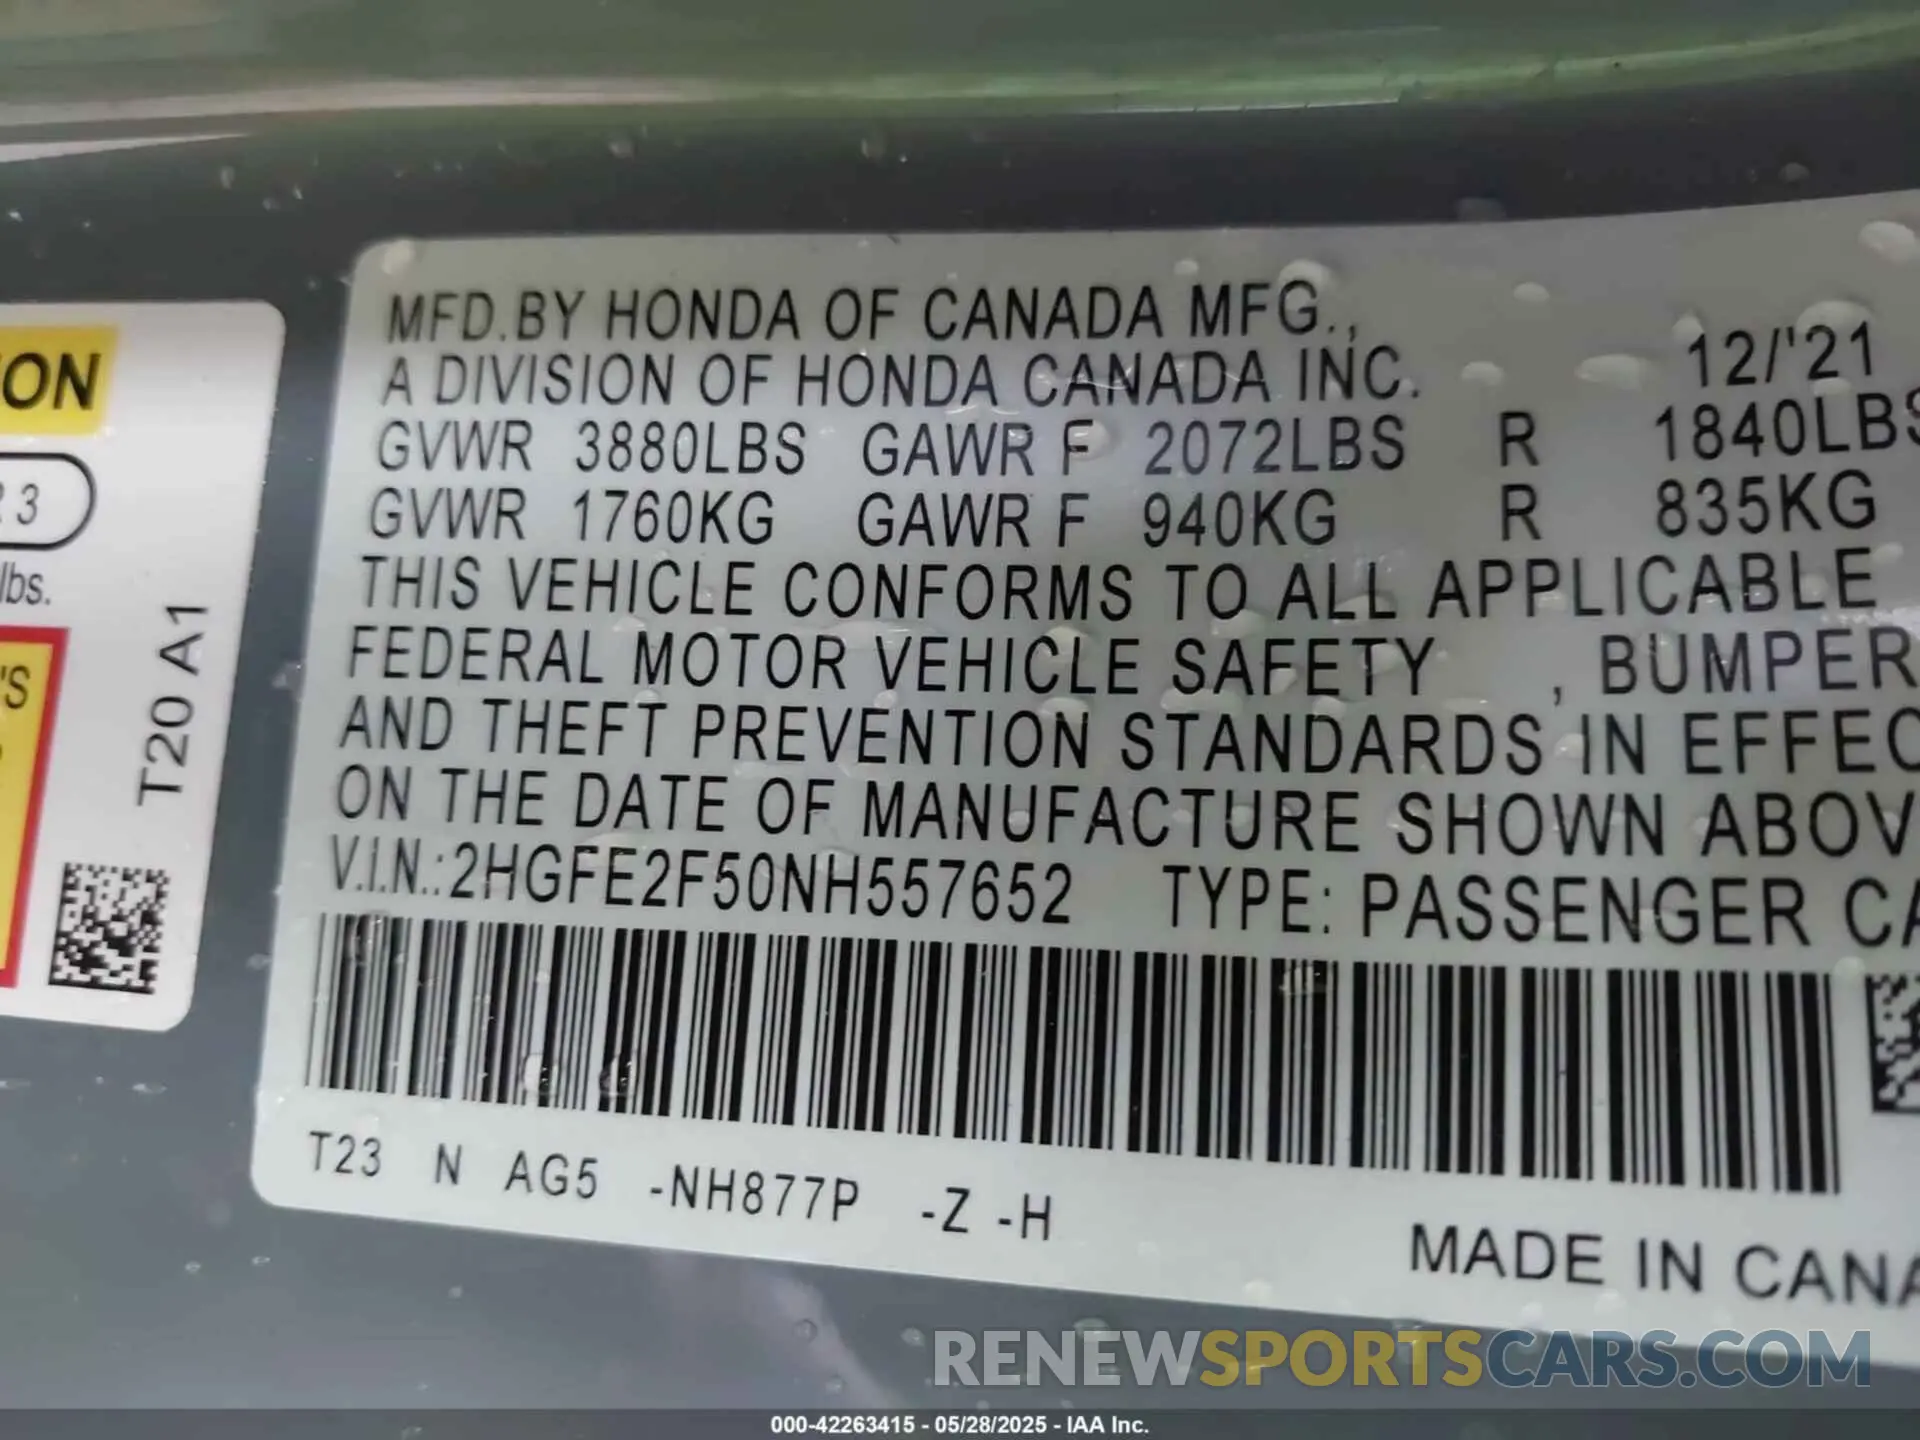 MFD.BY HONDA OF CANADA MFG.,
A DIVISION OF HONDA CANADA INC. 12/'21
GVWR 3880LBS GAWR F 2072LBS R 1840LBS
GVWR 1760KG GAWR F 940KG R 835KG
THIS VEHICLE CONFORMS TO ALL APPLICABLE
FEDERAL MOTOR VEHICLE SAFETY , BUMPER
AND THEFT PREVENTION STANDARDS IN EFFEC
ON THE DATE OF MANUFACTURE SHOWN ABOV
V.I.N.:2HGFE2F50NH557652 TYPE: PASSENGER CA
T23 N AG5 -NH877P -Z -H
MADE IN CANA
ON
3
lbs.
'S
T20 A1
RENEWSPORTSCARS.COM
000-42263415 - 05/28/2025 - IAA Inc.